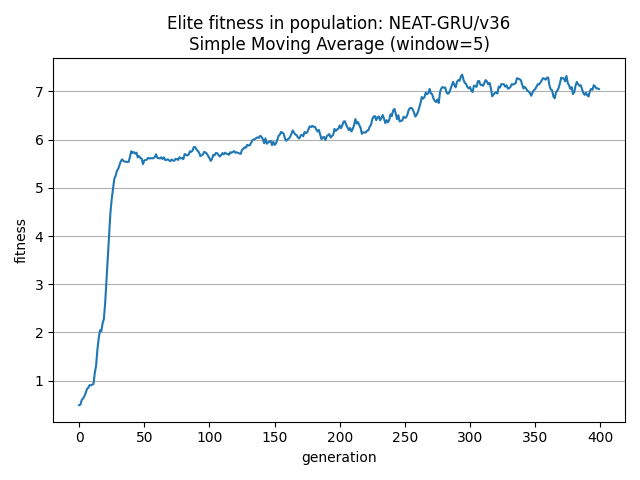 Elite fitness in population: NEAT-GRU/v36
Simple Moving Average (window=5)
fitness
7
6
5
4
3
2
1
0 50 100 150 200 250 300 350 400
generation